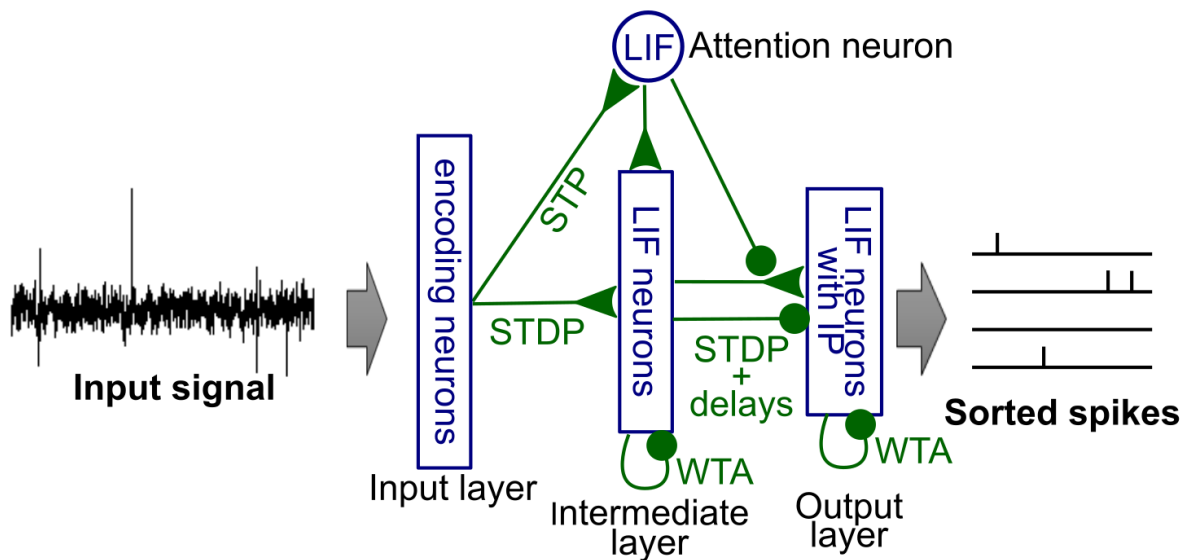 LIF
Attention neuron
encoding neurons
STP
LIF neurons
LIF neurons
with IP
STDP
STDP
+
delays
Input signal
Sorted spikes
WTA
WTA
Input layer
Intermediate
layer
Output
layer